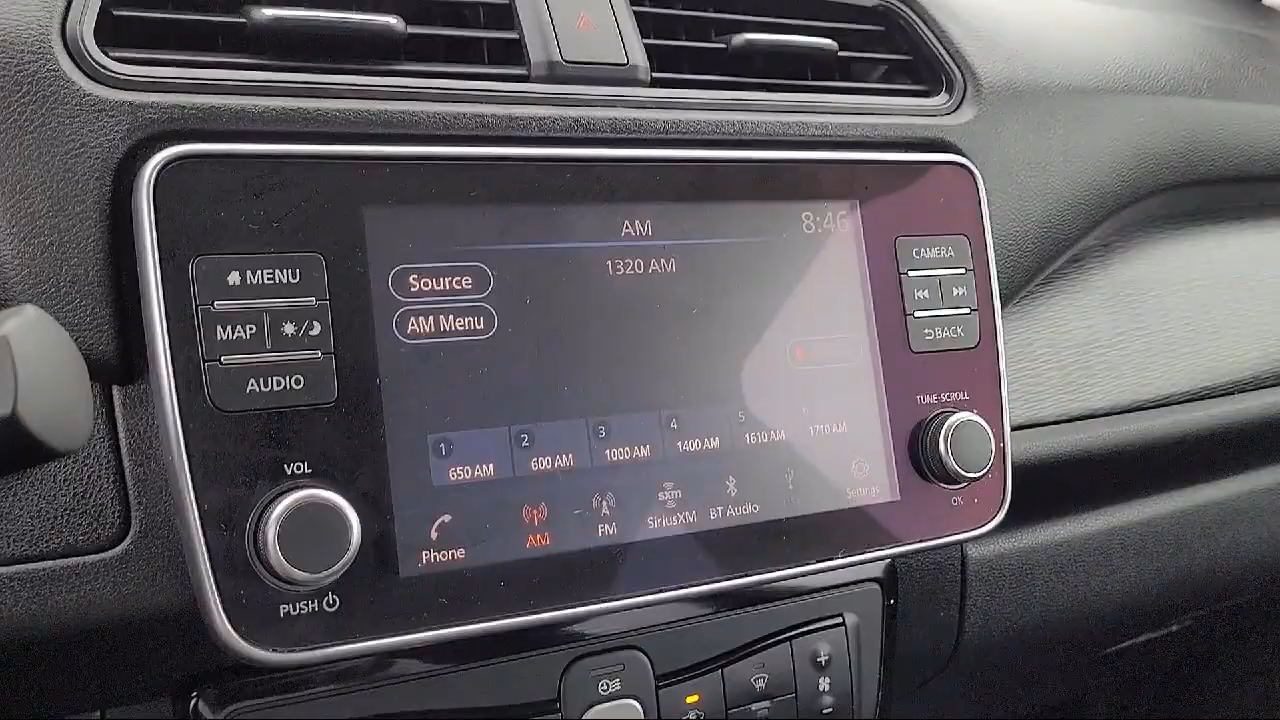 AM
8:46
1320 AM
Source
AM Menu
MENU
MAP
AUDIO
VOL
PUSH
CAMERA
BACK
TUNE·SCROLL
OK
1
650 AM
2
600 AM
3
1000 AM
4
1400 AM
5
1610 AM
1710 AM
Phone
AM
FM
sxm
SiriusXM
BT Audio
Settings